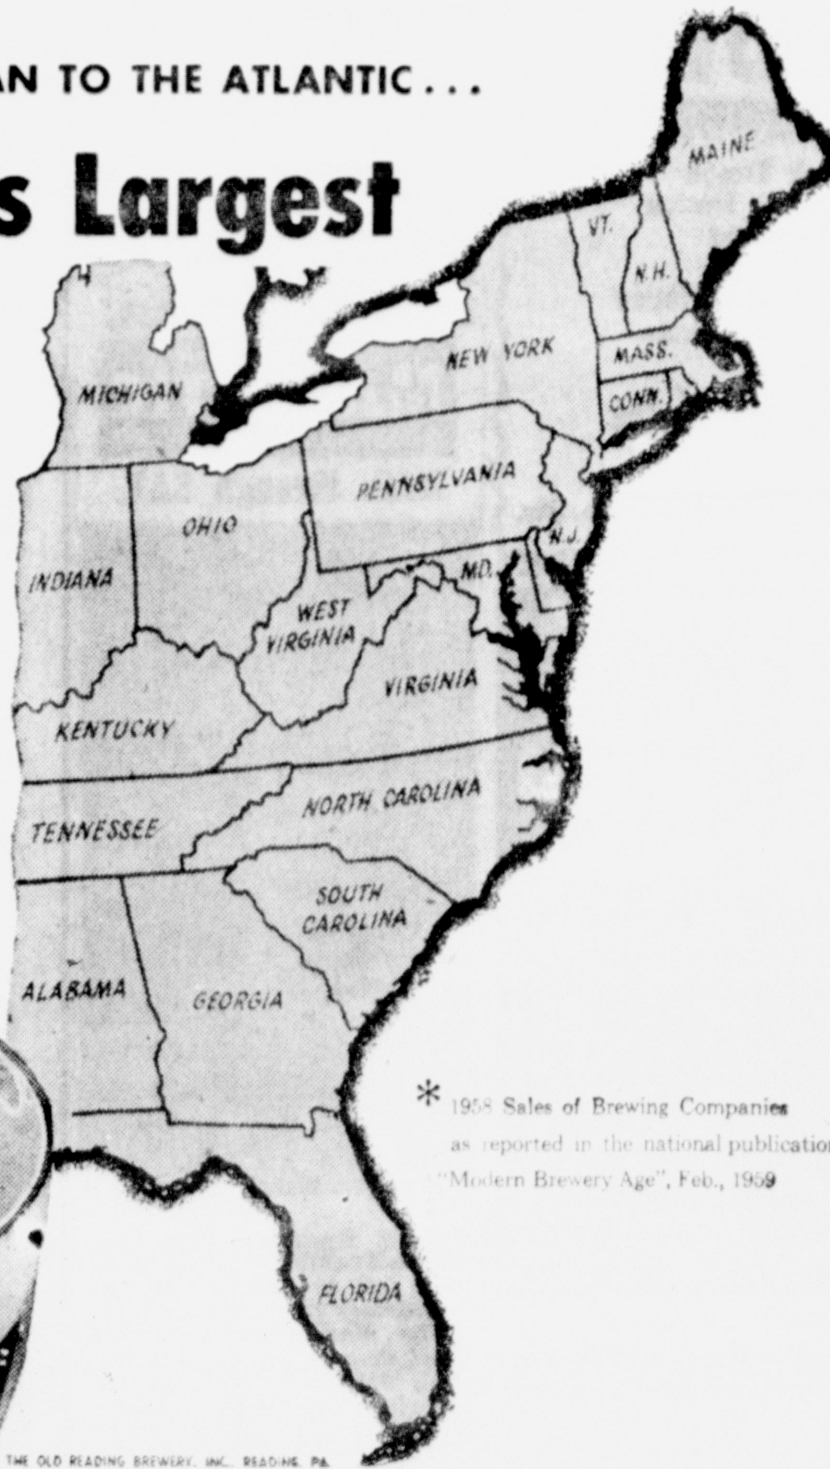 AN TO THE ATLANTIC...
s Largest
MAINE
VT.
N.H.
NEW YORK
MASS.
CONN.
MICHIGAN
PENNSYLVANIA
OHIO
N.J.
INDIANA
MD.
WEST
VIRGINIA
VIRGINIA
KENTUCKY
NORTH CAROLINA
TENNESSEE
SOUTH
CAROLINA
ALABAMA
GEORGIA
* 1958 Sales of Brewing Companies
as reported in the national publication
"Modern Brewery Age", Feb., 1959
FLORIDA
THE OLD READING BREWERY, INC. READING, PA.